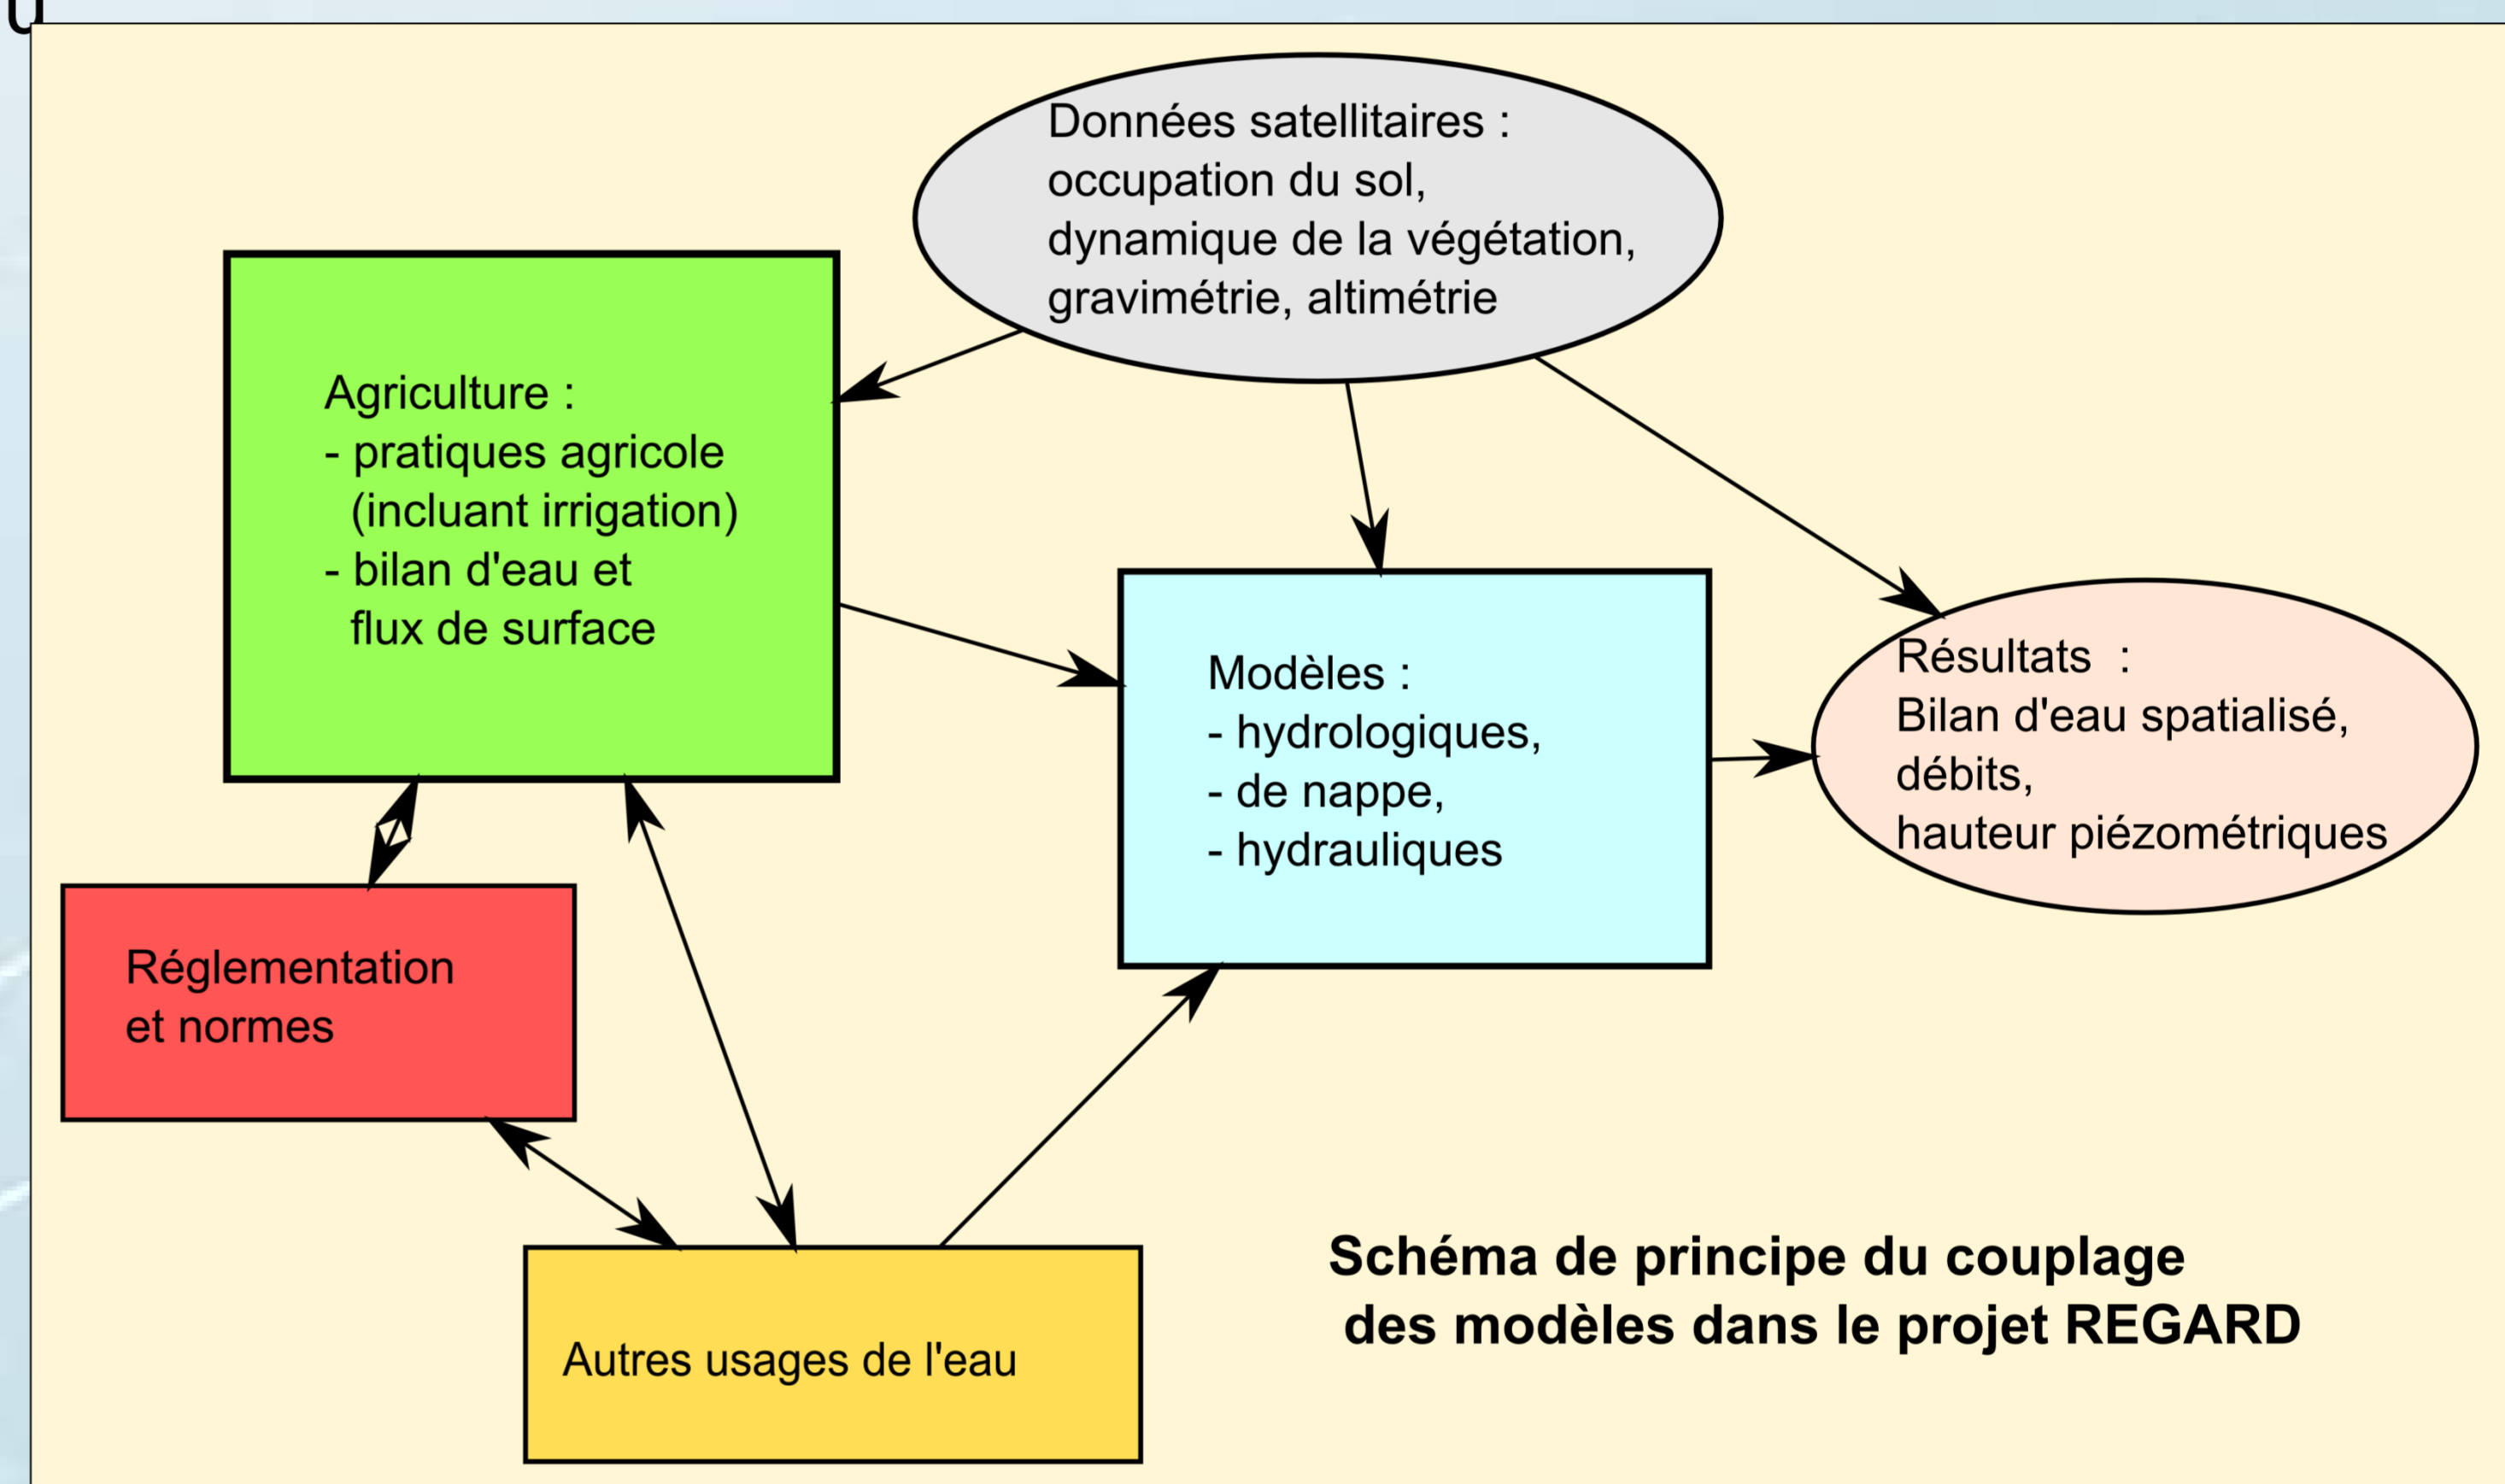 Données satellitaires :
occupation du sol,
dynamique de la végétation,
gravimétrie, altimétrie
Agriculture :
- pratiques agricole
(incluant irrigation)
- bilan d'eau et
flux de surface
Modèles :
- hydrologiques,
- de nappe,
- hydrauliques
Résultats :
Bilan d'eau spatialisé,
débits,
hauteur piézométriques
Réglementation
et normes
Autres usages de l'eau
Schéma de principe du couplage
des modèles dans le projet REGARD